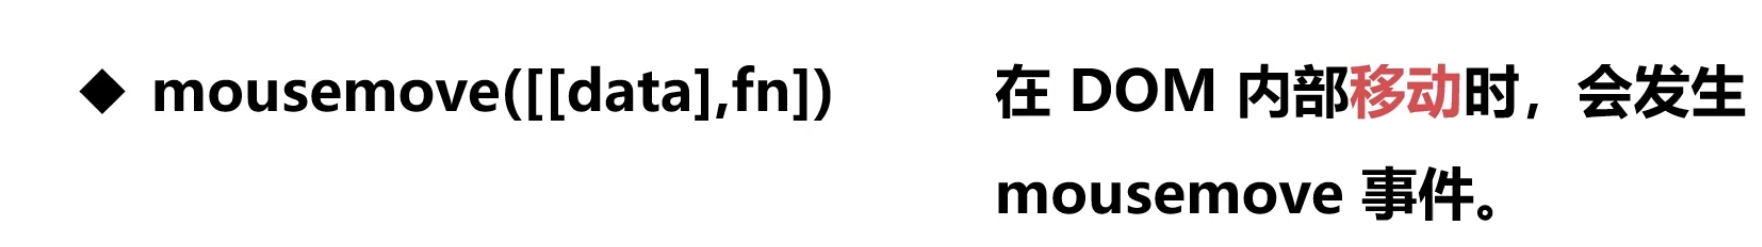 ◆ mousemove([[data],fn]) 在 DOM 内部移动时，会发生
mousemove 事件。